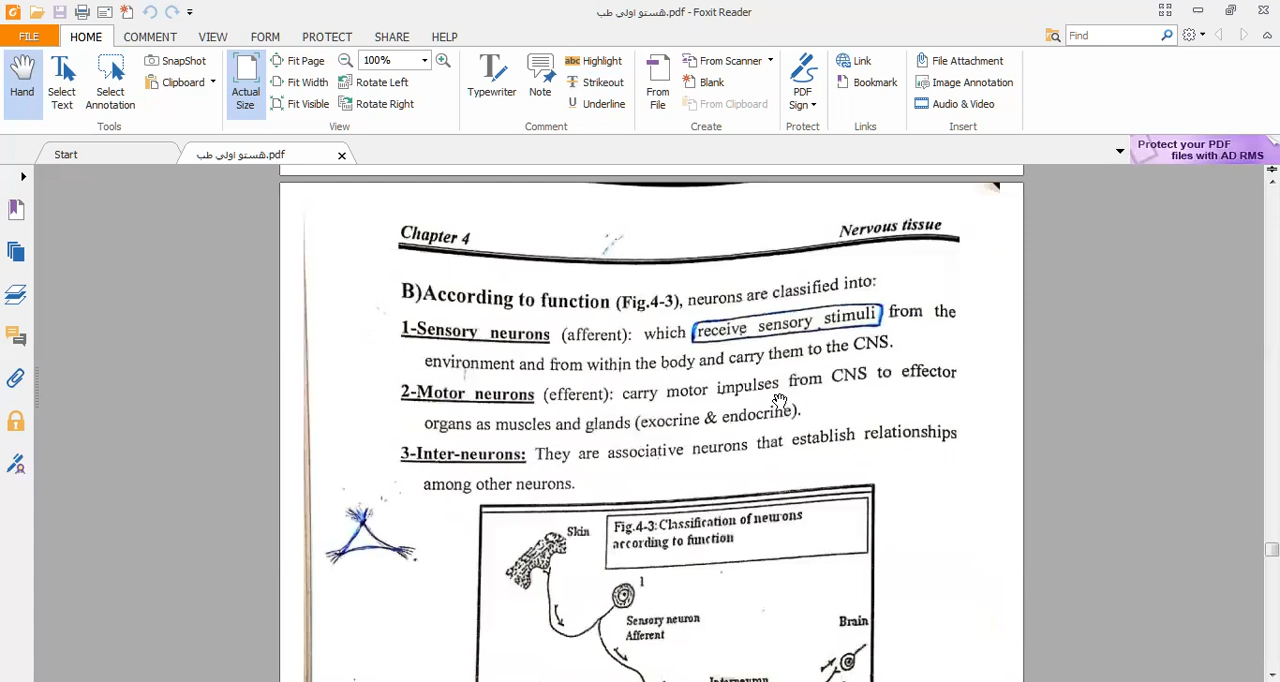 هستو اولي طب.pdf - Foxit Reader
FILE HOME COMMENT VIEW FORM PROTECT SHARE HELP
Find
Hand
Select Text
Select Annotation
SnapShot
Clipboard
Tools
Actual Size
Fit Page
Fit Width
Fit Visible
100%
Rotate Left
Rotate Right
View
Typewriter
Note
abc Highlight
Strikeout
U Underline
Comment
From File
From Scanner
Blank
From Clipboard
Create
PDF Sign
Protect
Link
Bookmark
Links
File Attachment
Image Annotation
Audio & Video
Insert
Start
هستو اولي طب.pdf
Protect your PDF
files with AD RMS
Chapter 4 Nervous tissue
B)According to function (Fig.4-3), neurons are classified into:
1-Sensory neurons (afferent): which receive sensory stimuli from the
environment and from within the body and carry them to the CNS.
2-Motor neurons (efferent): carry motor impulses from CNS to effector
organs as muscles and glands (exocrine & endocrine).
3-Inter-neurons: They are associative neurons that establish relationships
among other neurons.
Fig.4-3: Classification of neurons
according to function
Skin
1
Sensory neuron
Afferent
Brain
Interneuron